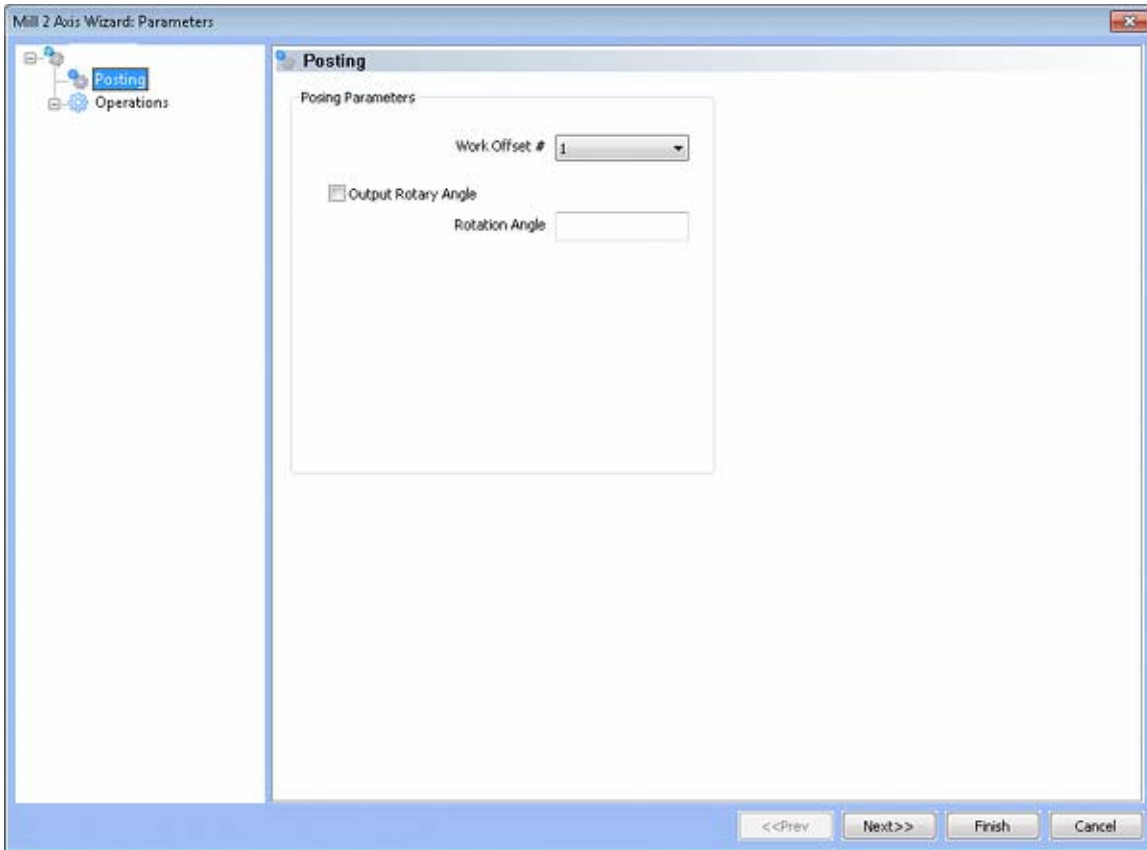 Mill 2 Axis Wizard: Parameters
Posting
Operations
Posting
Posing Parameters
Work Offset # 1
Output Rotary Angle
Rotation Angle
<<Prev Next>> Finish Cancel